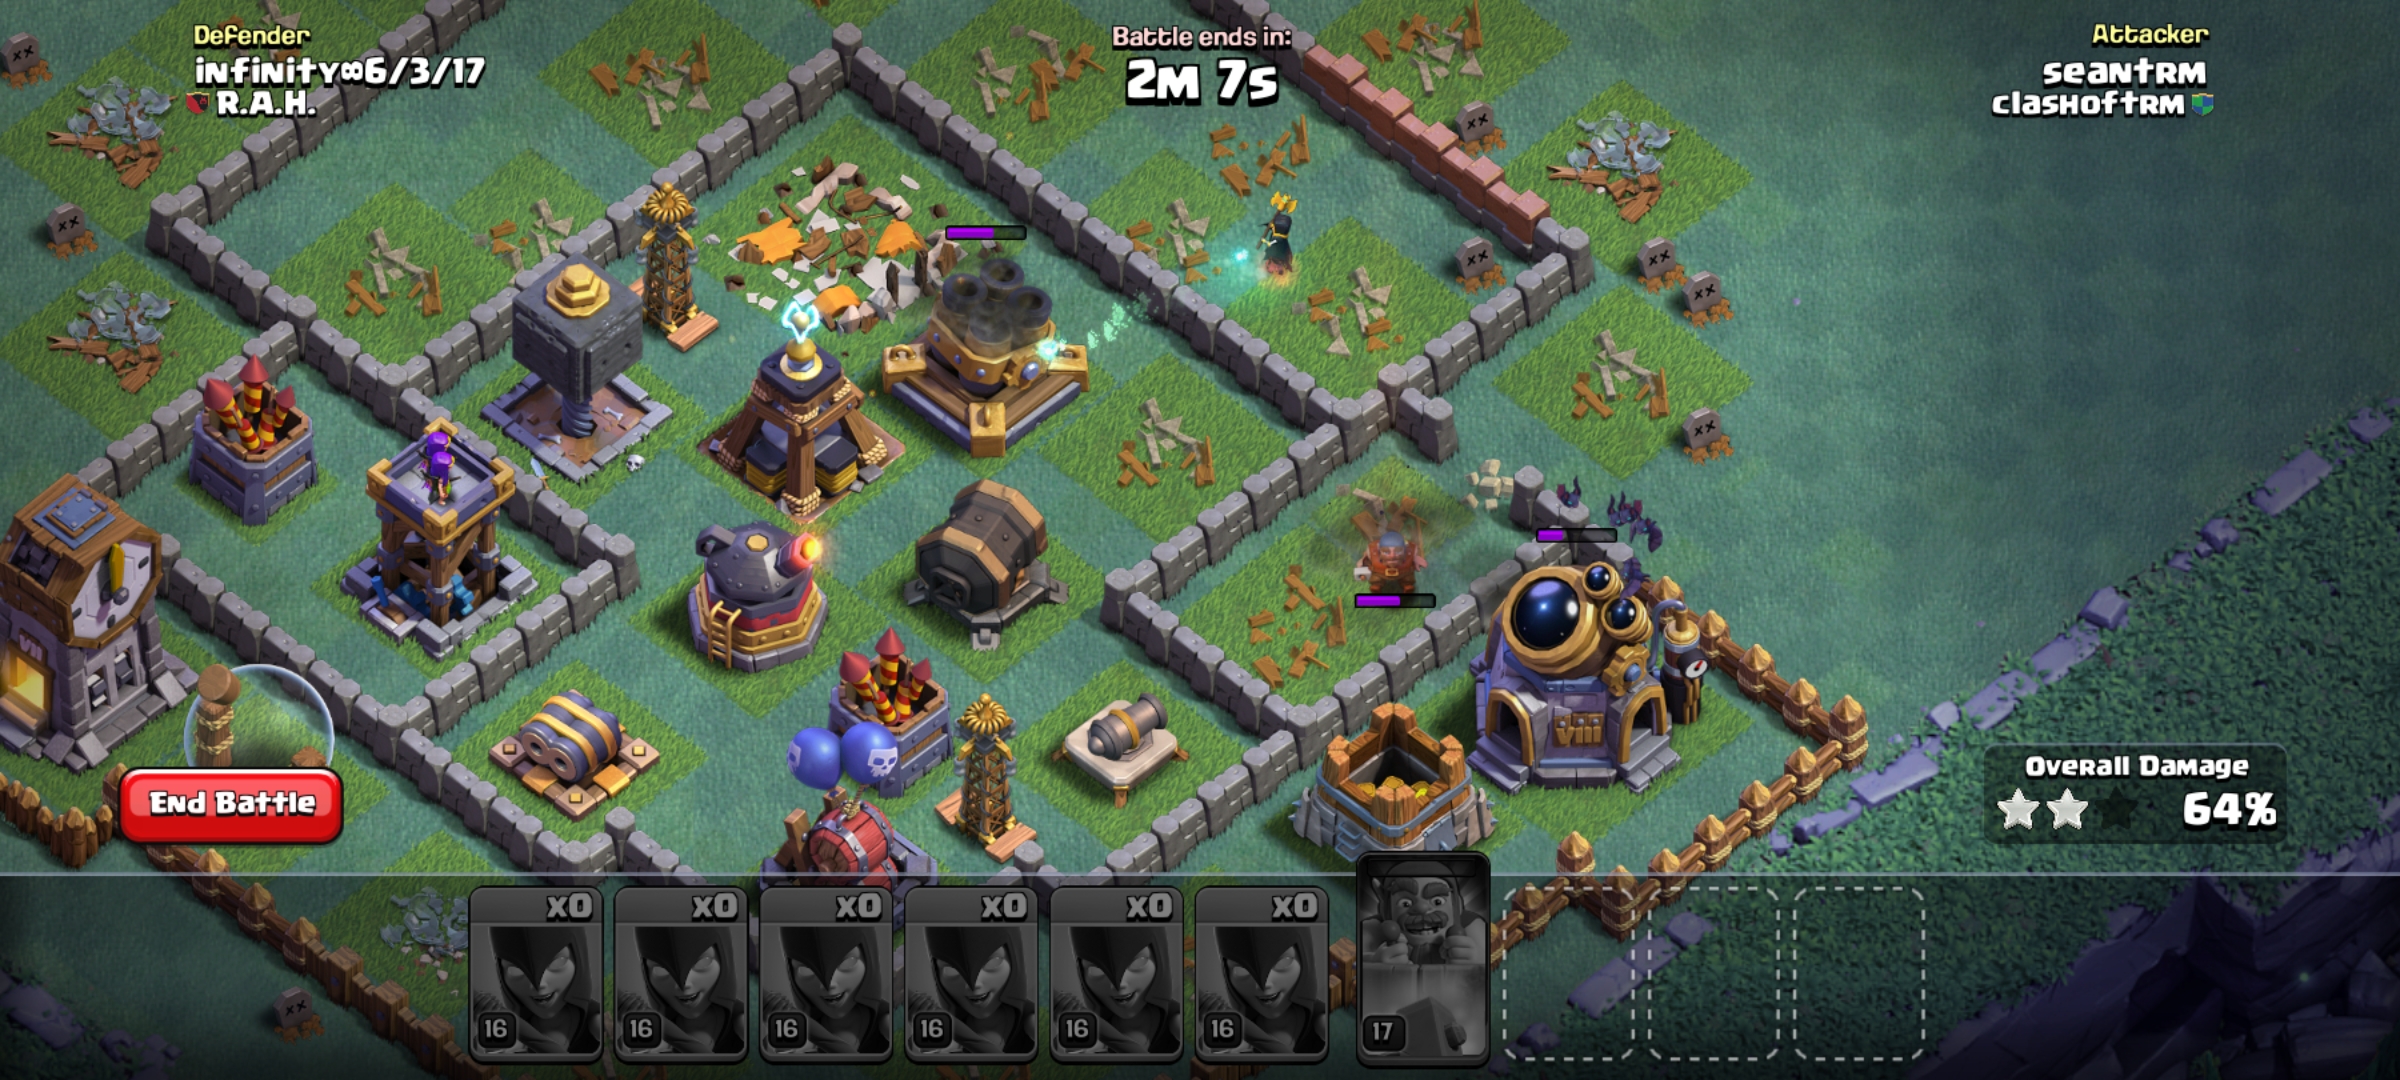 Defender
infinity∞6/3/17
R.A.H.
Battle ends in:
2M 7s
Attacker
seantRM
clashoftRM
VIII
End Battle
Overall Damage
64%
x0
x0
x0
x0
x0
x0
16
16
16
16
16
16
17